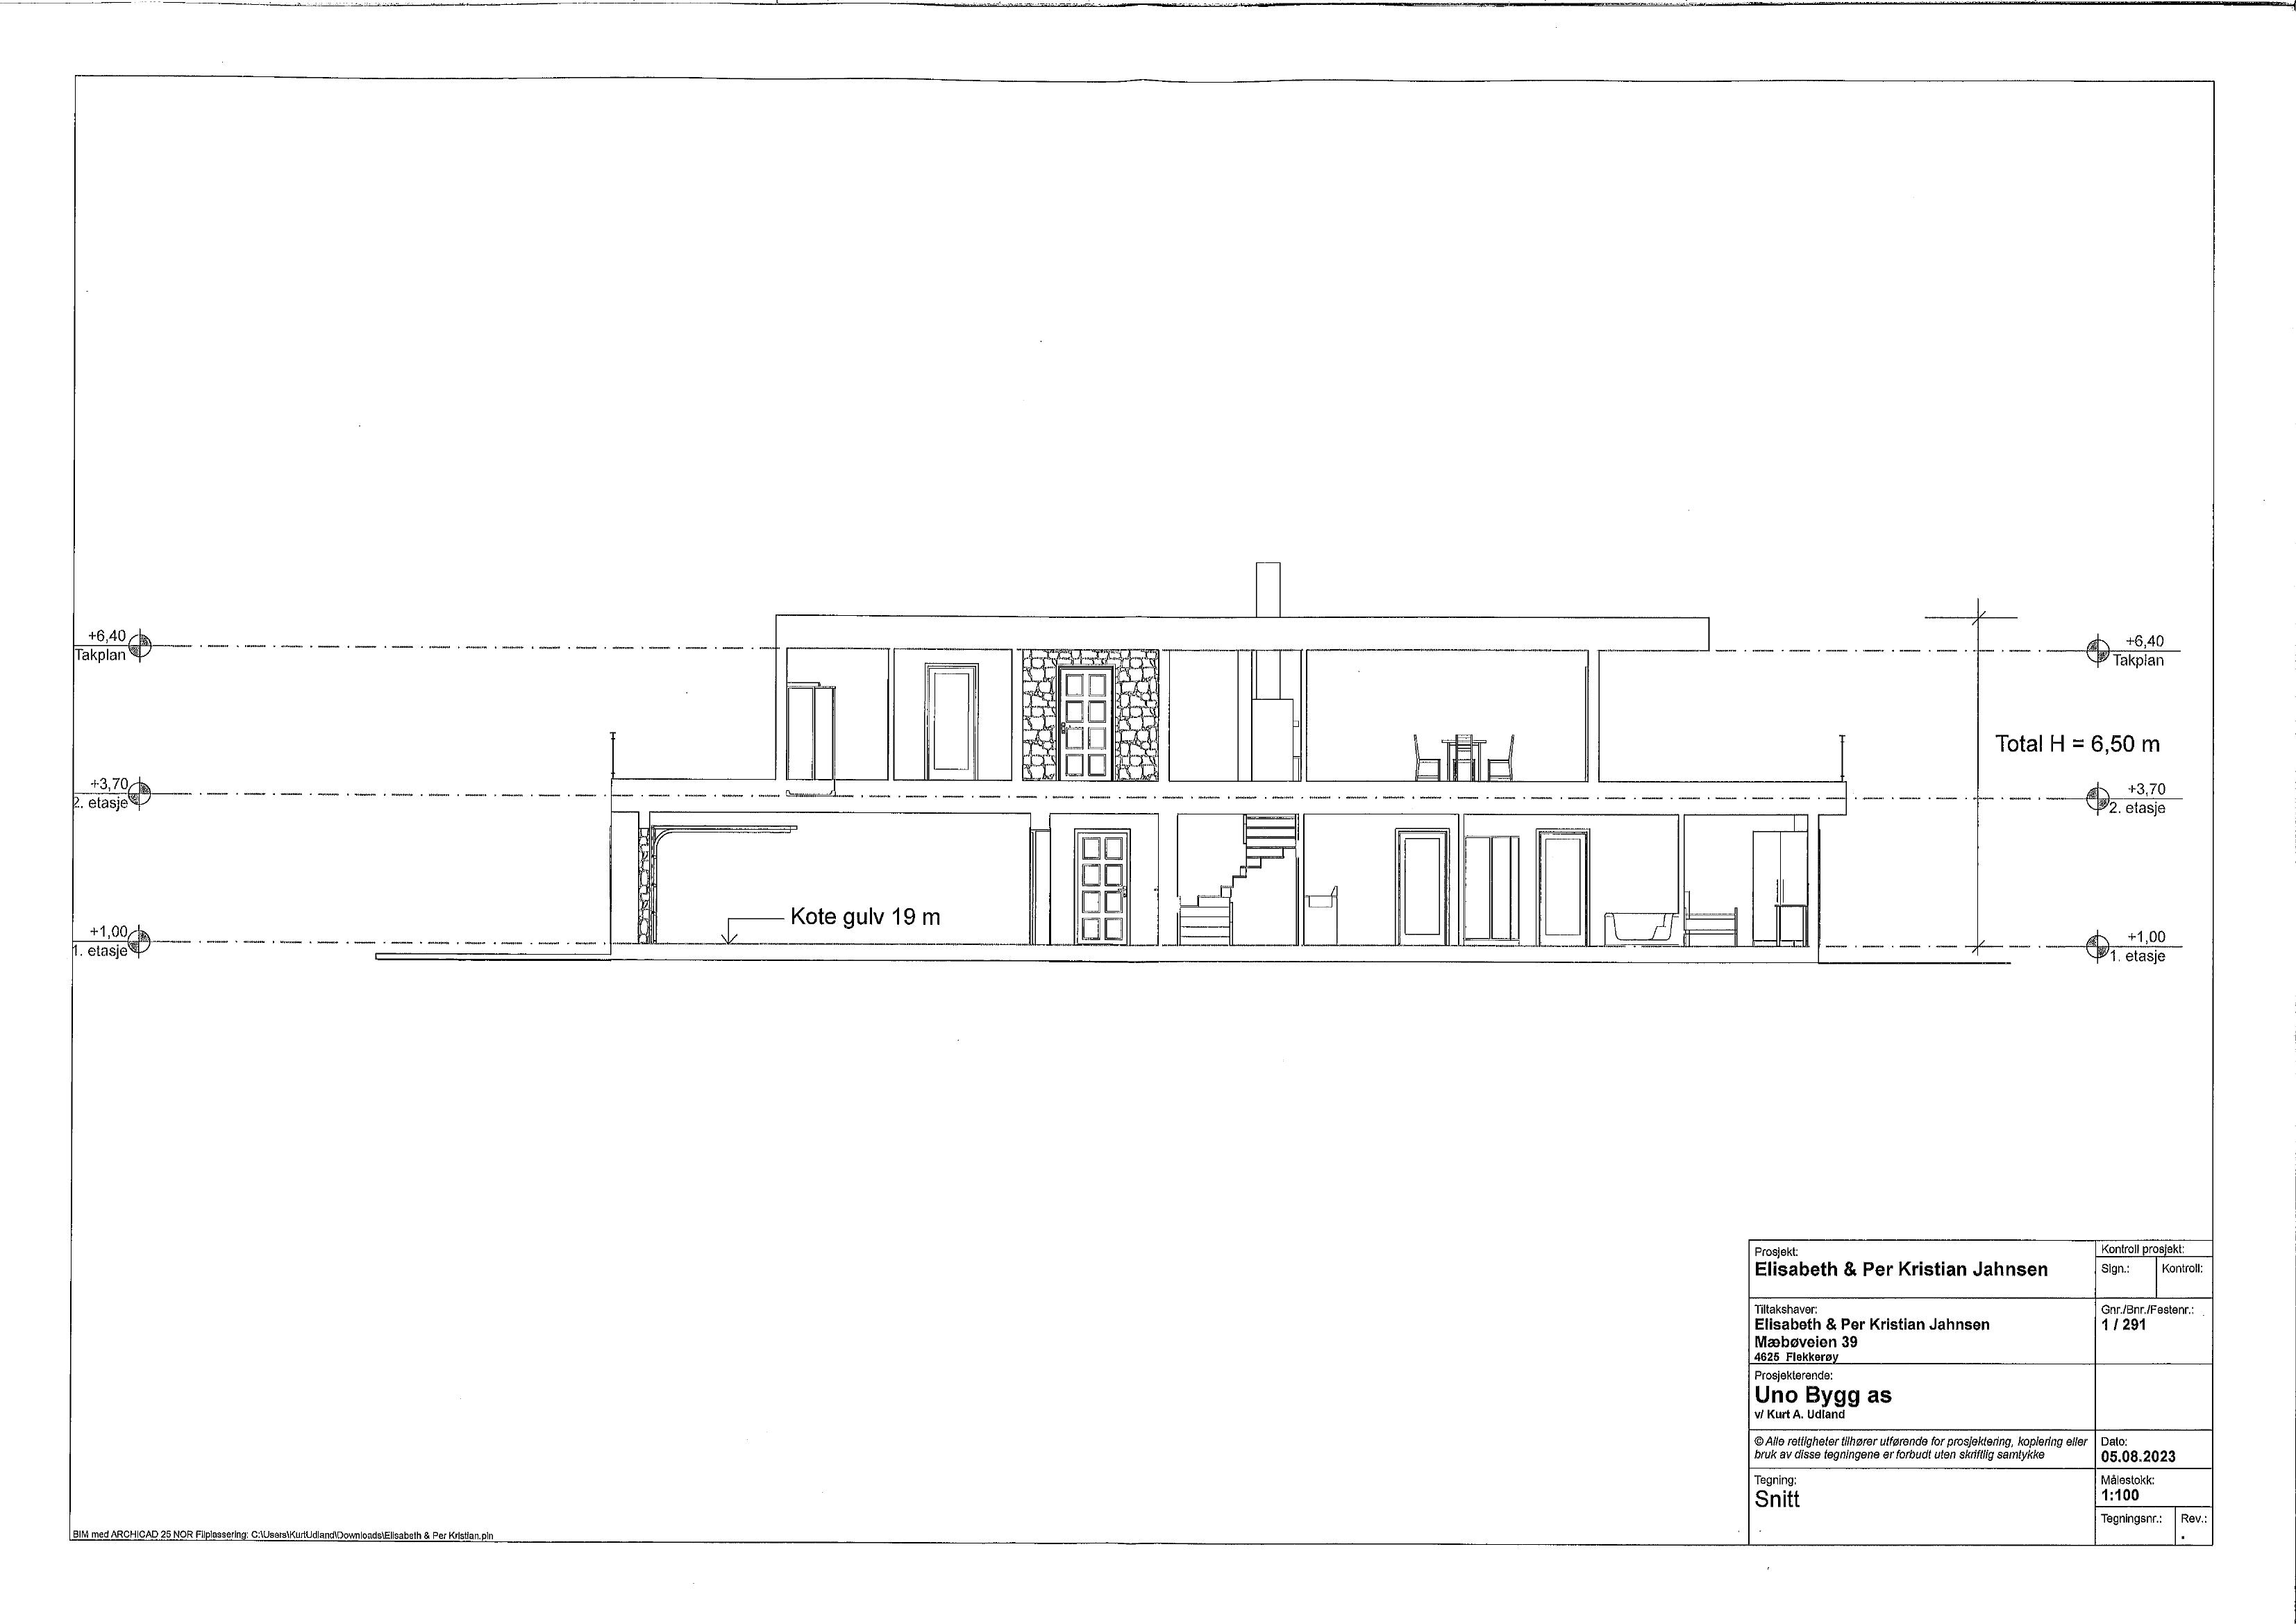 +6,40
Takplan
+6,40
Takplan
Total H = 6,50 m
+3,70
2. etasje
+3,70
2. etasje
Kote gulv 19 m
+1,00
1. etasje
+1,00
1. etasje
Prosjekt:
Elisabeth & Per Kristian Jahnsen
Kontroll prosjekt:
Sign.:
Kontroll:
Tiltakshaver:
Elisabeth & Per Kristian Jahnsen
Mæbøveien 39
4625 Flekkerøy
Gnr./Bnr./Festenr.:
1 / 291
Prosjekterende:
Uno Bygg as
v/ Kurt A. Udland
© Alle rettigheter tilhører utførende for prosjektering, kopiering eller
bruk av disse tegningene er forbudt uten skriftlig samtykke
Dato:
05.08.2023
Tegning:
Snitt
Målestokk:
1:100
Tegningsnr.:
Rev.:
BIM med ARCHICAD 25 NOR Filplassering: C:\Users\KurtUdland\Downloads\Elisabeth & Per Kristian.pln